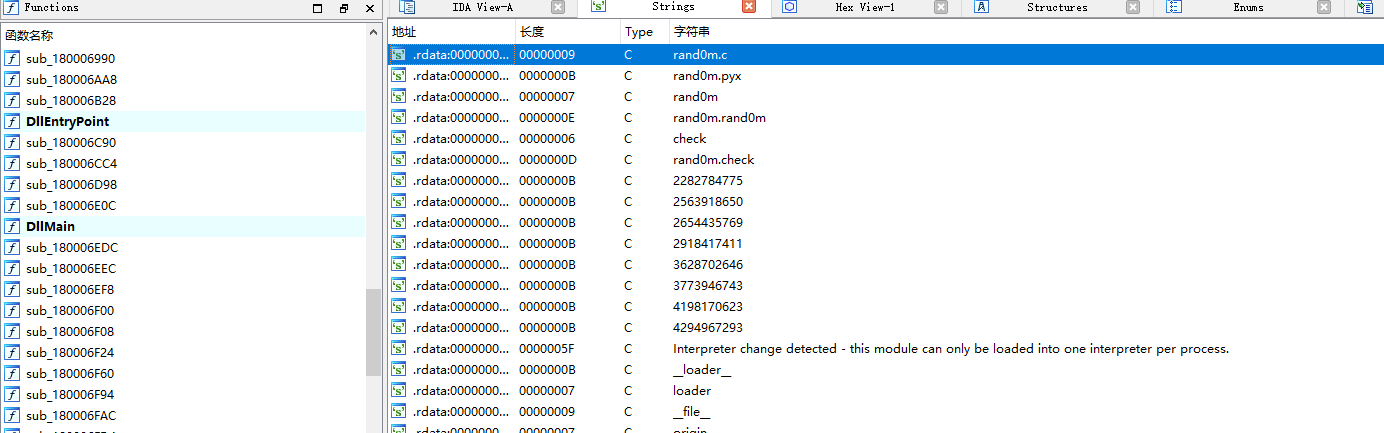 Functions
IDA View-A
Strings
Hex View-1
Structures
Enums
函数名称
sub_180006990
sub_180006AA8
sub_180006B28
DllEntryPoint
sub_180006C90
sub_180006CC4
sub_180006D98
sub_180006E0C
DllMain
sub_180006EDC
sub_180006EEC
sub_180006EF8
sub_180006F00
sub_180006F08
sub_180006F24
sub_180006F60
sub_180006F94
sub_180006FAC
地址 长度 Type 字符串
.rdata:0000000... 00000009 C rand0m.c
.rdata:0000000... 0000000B C rand0m.pyx
.rdata:0000000... 00000007 C rand0m
.rdata:0000000... 0000000E C rand0m.rand0m
.rdata:0000000... 00000006 C check
.rdata:0000000... 0000000D C rand0m.check
.rdata:0000000... 0000000B C 2282784775
.rdata:0000000... 0000000B C 2563918650
.rdata:0000000... 0000000B C 2654435769
.rdata:0000000... 0000000B C 2918417411
.rdata:0000000... 0000000B C 3628702646
.rdata:0000000... 0000000B C 3773946743
.rdata:0000000... 0000000B C 4198170623
.rdata:0000000... 0000000B C 4294967293
.rdata:0000000... 0000005F C Interpreter change detected - this module can only be loaded into one interpreter per process.
.rdata:0000000... 0000000B C __loader__
.rdata:0000000... 00000007 C loader
.rdata:0000000... 00000009 C __file__
.rdata:0000000... 00000007 C origin